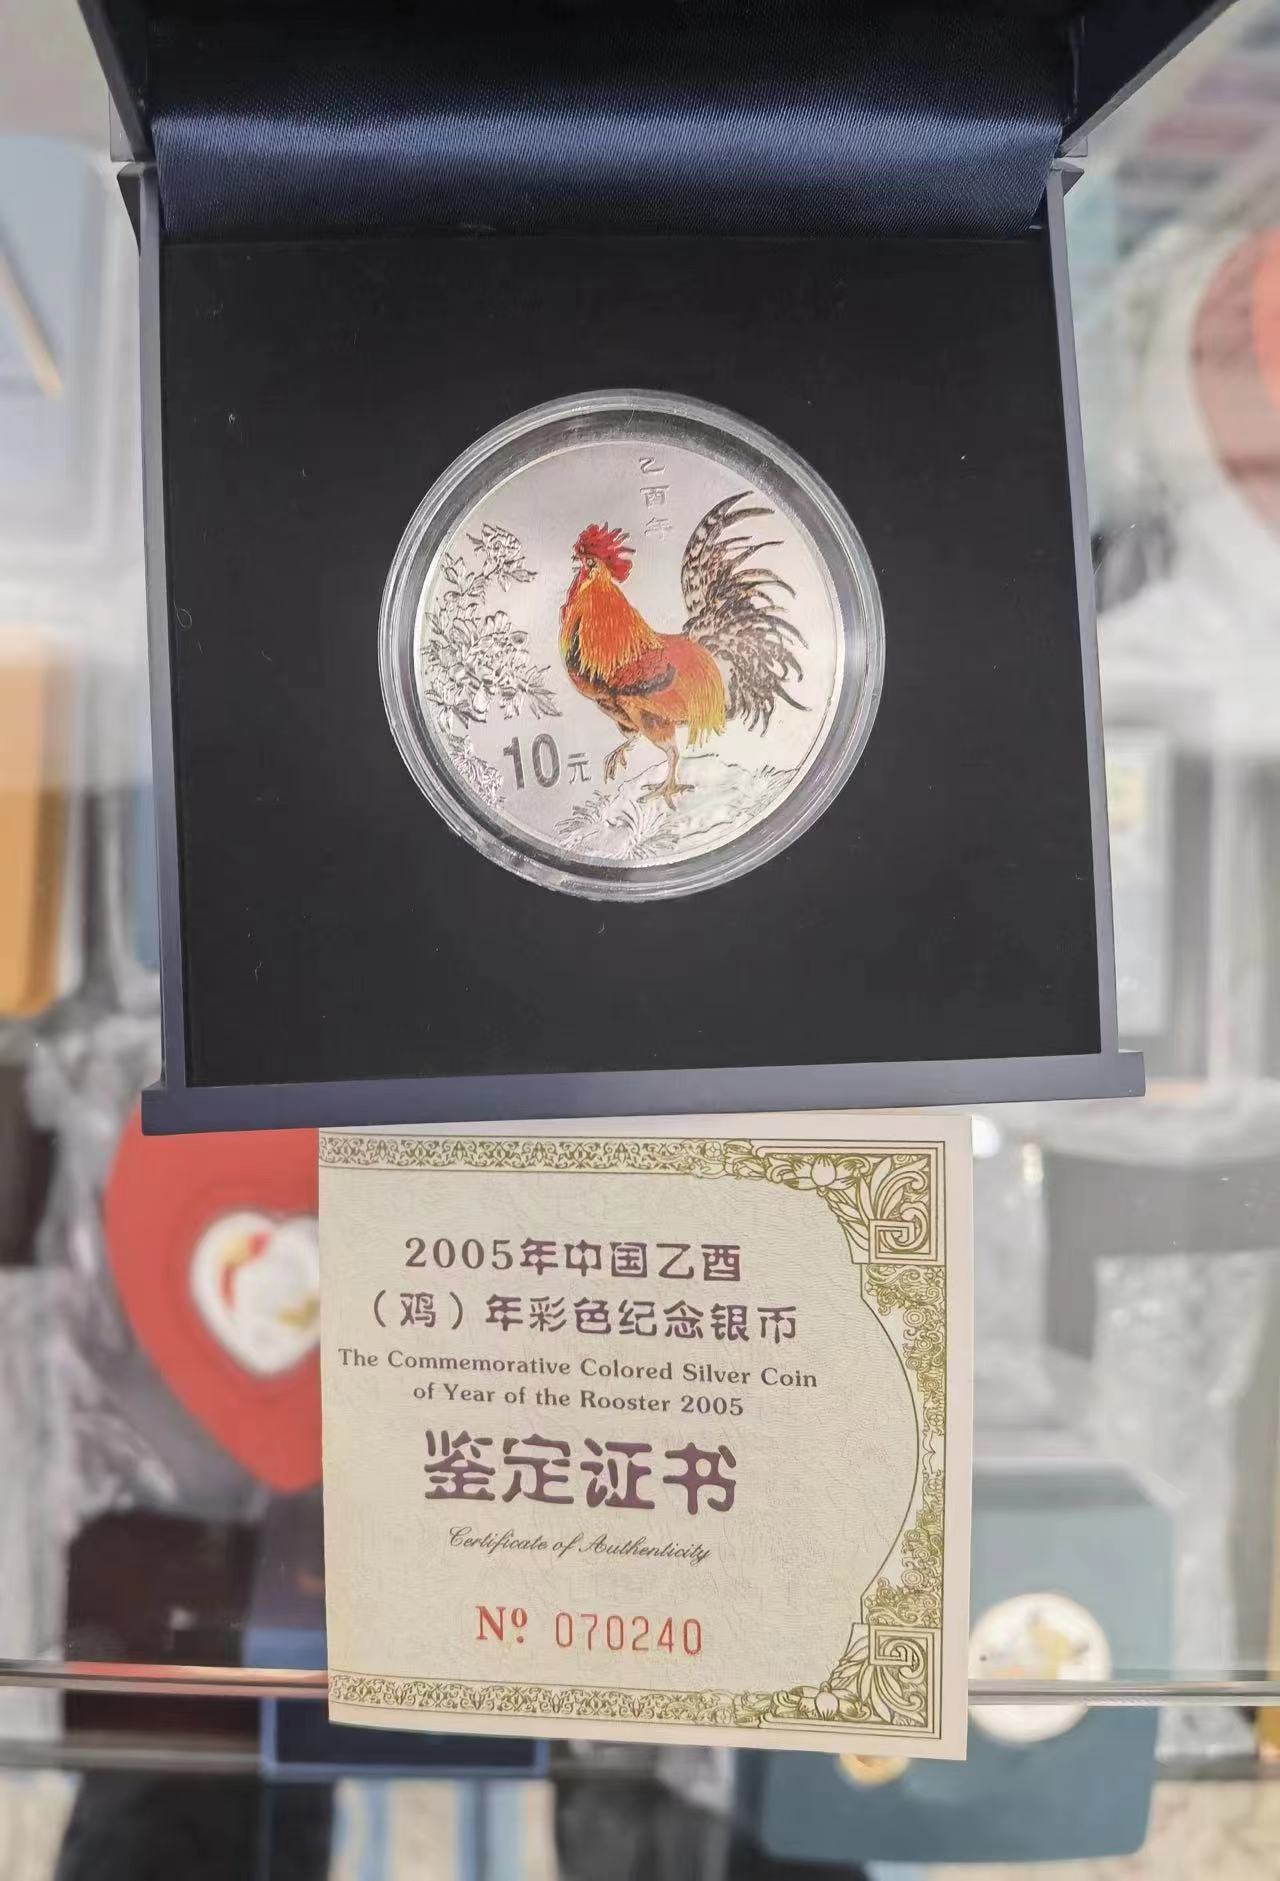 乙
酉
年
10元
2005年中国乙酉
（鸡）年彩色纪念银币
The Commemorative Colored Silver Coin
of Year of the Rooster 2005
鉴定证书
Certificate of Authenticity
Nº. 070240